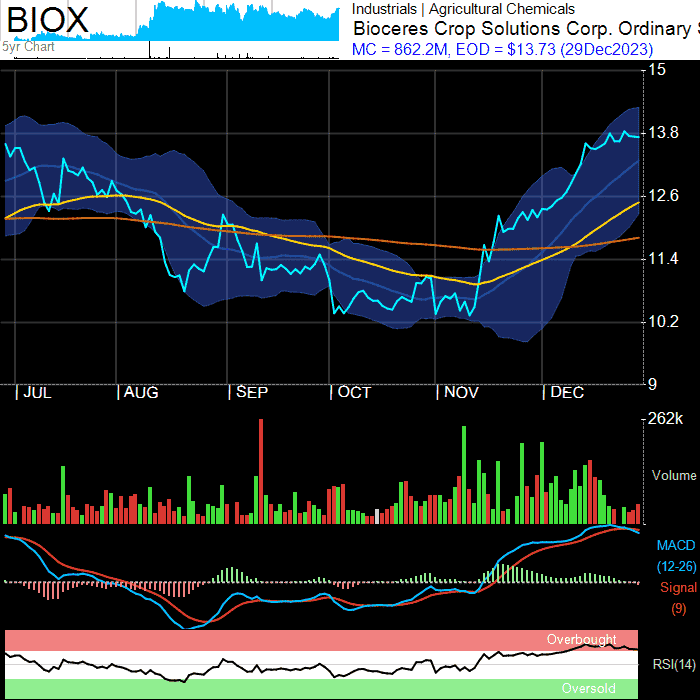 BIOX
5yr Chart
Industrials | Agricultural Chemicals
Bioceres Crop Solutions Corp. Ordinary S
MC = 862.2M, EOD = $13.73 (29Dec2023)
15
13.8
12.6
11.4
10.2
9
| JUL | AUG | SEP | OCT | NOV | DEC
262k
Volume
MACD
(12-26)
Signal
(9)
Overbought
RSI(14)
Oversold